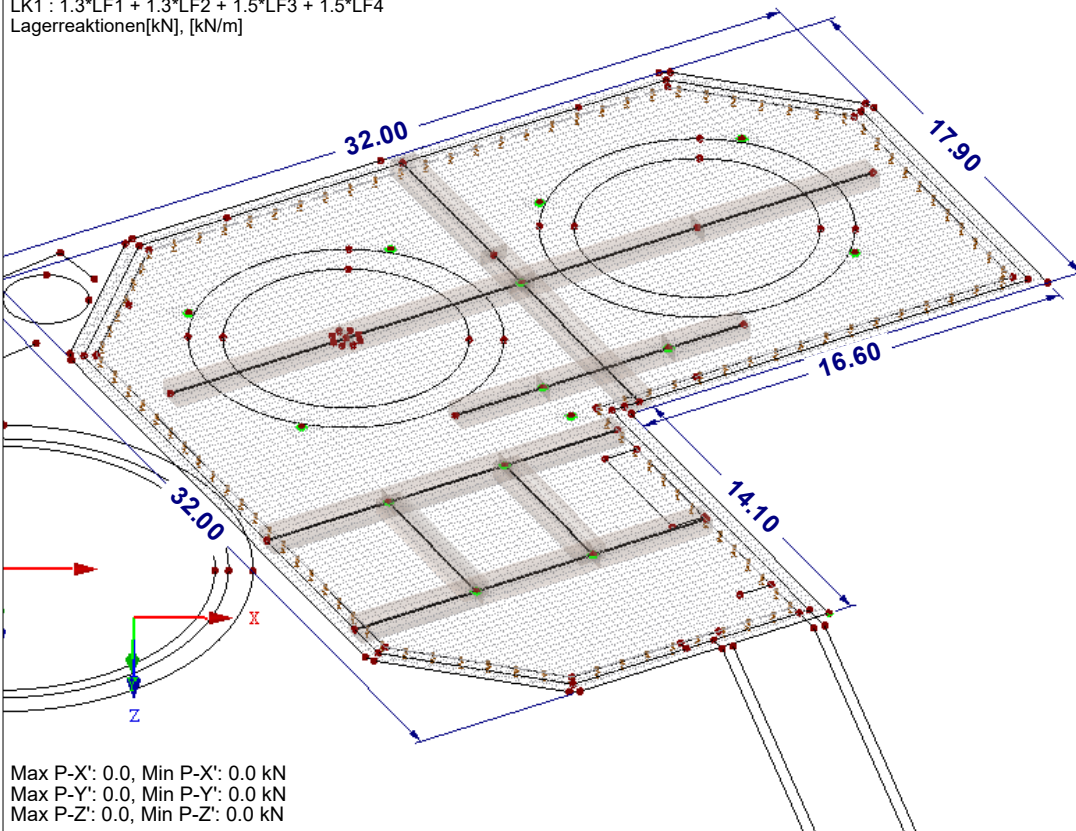 LK1 : 1.3*LF1 + 1.3*LF2 + 1.5*LF3 + 1.5*LF4
Lagerreaktionen[kN], [kN/m]
32.00
17.90
16.60
14.10
32.00
X
Z
Max P-X': 0.0, Min P-X': 0.0 kN
Max P-Y': 0.0, Min P-Y': 0.0 kN
Max P-Z': 0.0, Min P-Z': 0.0 kN